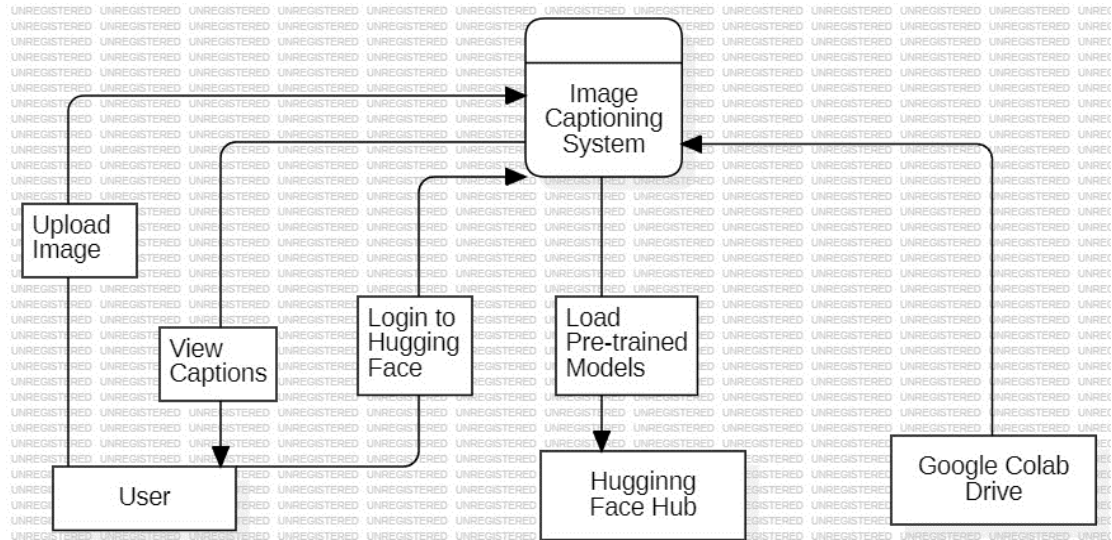 Image
Captioning
System
Upload
Image
View
Captions
Login to
Hugging
Face
Load
Pre-trained
Models
User
Hugginng
Face Hub
Google Colab
Drive
UNREGISTERED